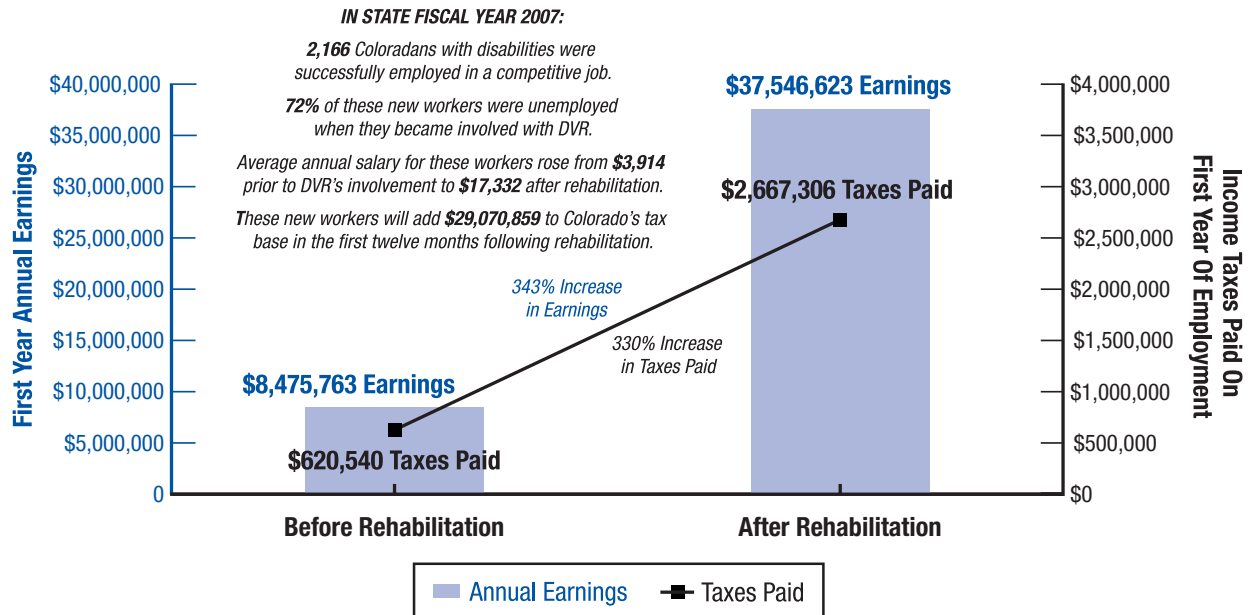 IN STATE FISCAL YEAR 2007:
2,166 Coloradans with disabilities were
successfully employed in a competitive job.
72% of these new workers were unemployed
when they became involved with DVR.
Average annual salary for these workers rose from $3,914
prior to DVR's involvement to $17,332 after rehabilitation.
These new workers will add $29,070,859 to Colorado's tax
base in the first twelve months following rehabilitation.
First Year Annual Earnings
$40,000,000
$35,000,000
$30,000,000
$25,000,000
$20,000,000
$15,000,000
$10,000,000
$5,000,000
0
$37,546,623 Earnings
$2,667,306 Taxes Paid
343% Increase
in Earnings
330% Increase
in Taxes Paid
$8,475,763 Earnings
$620,540 Taxes Paid
$4,000,000
$3,500,000
$3,000,000
$2,500,000
$2,000,000
$1,500,000
$1,000,000
$500,000
$0
Income Taxes Paid On
First Year Of Employment
Before Rehabilitation
After Rehabilitation
Annual Earnings
Taxes Paid